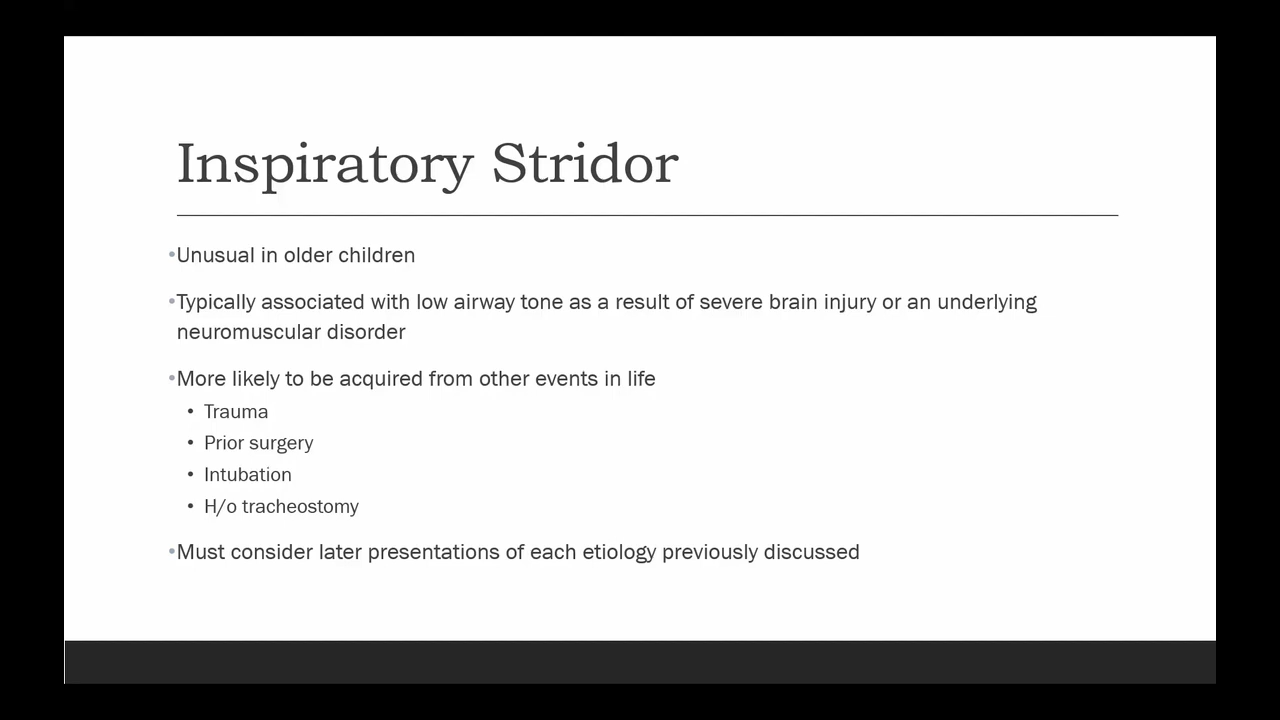 Inspiratory Stridor
•Unusual in older children
•Typically associated with low airway tone as a result of severe brain injury or an underlying
neuromuscular disorder
•More likely to be acquired from other events in life
• Trauma
• Prior surgery
• Intubation
• H/o tracheostomy
•Must consider later presentations of each etiology previously discussed